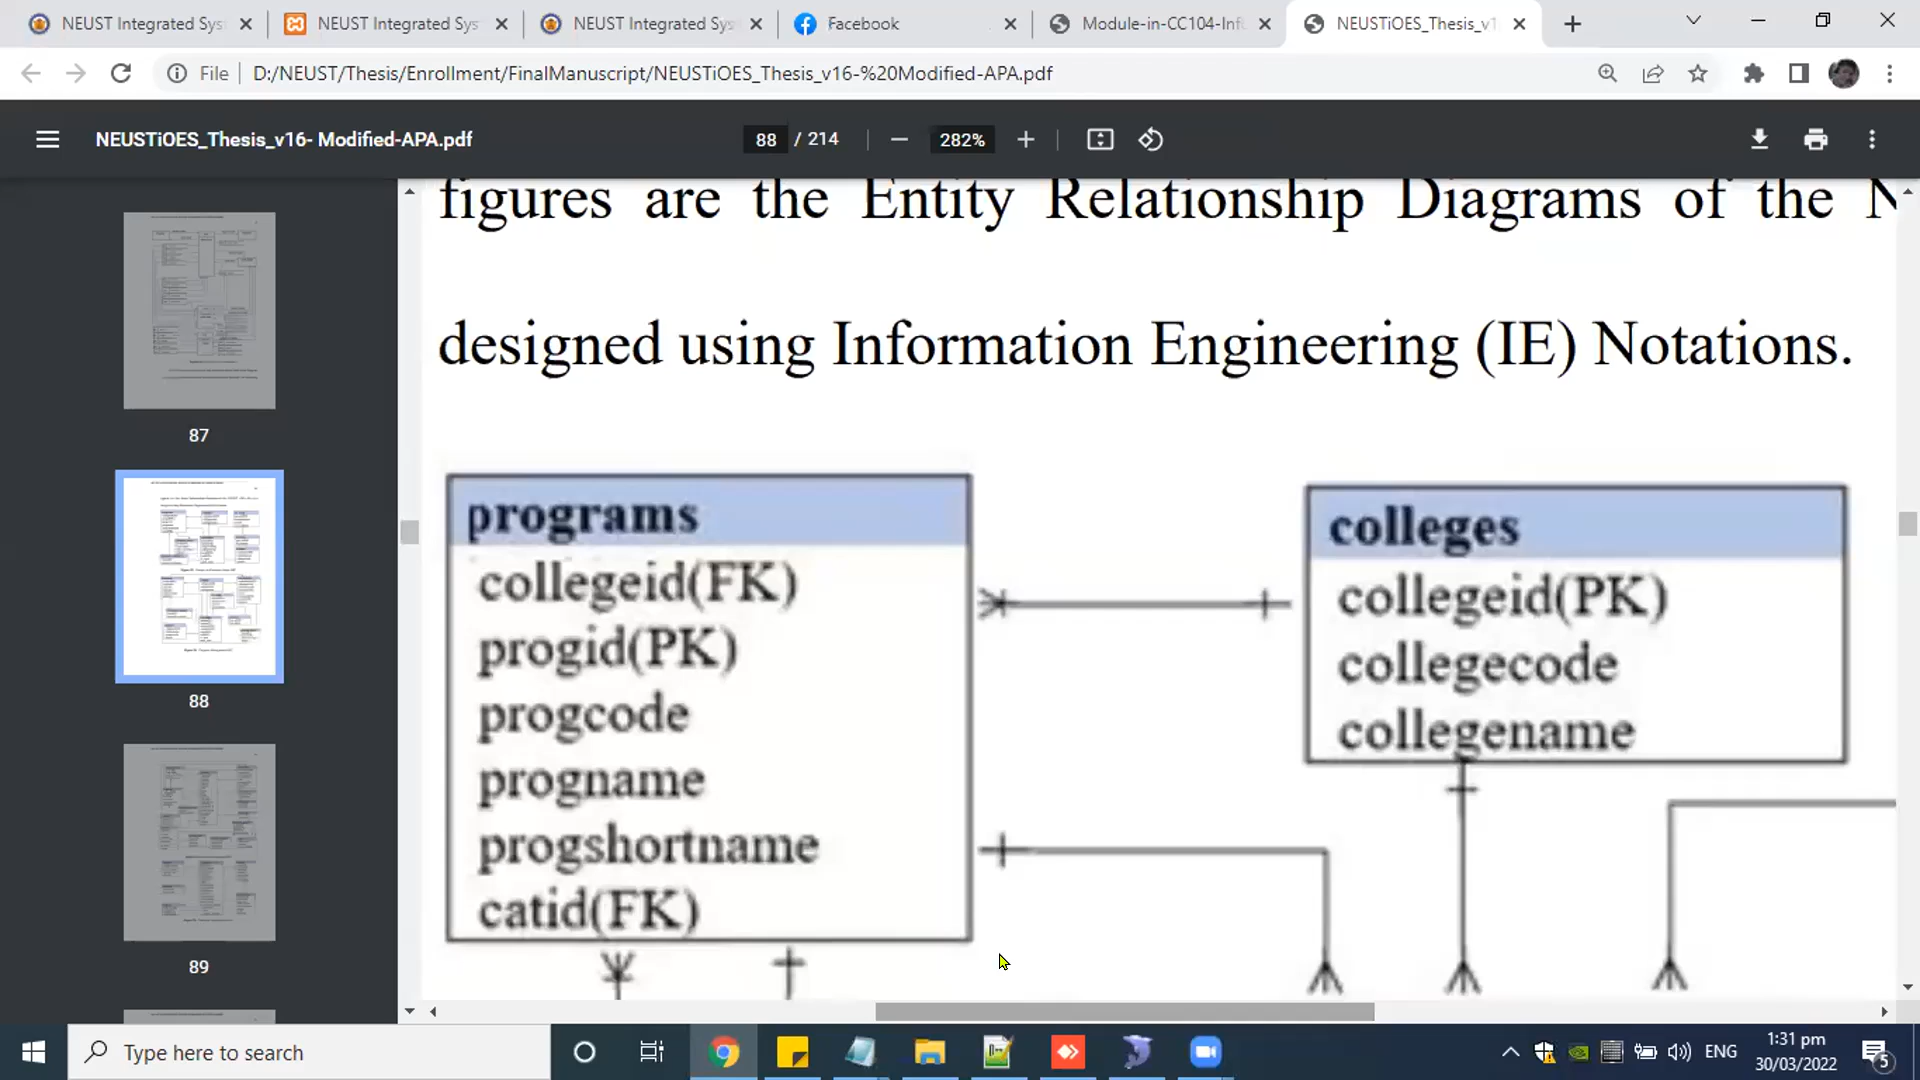 NEUST Integrated Sys
NEUST Integrated Sys
NEUST Integrated Sys
Facebook
Module-in-CC104-Inf
NEUSTiOES_Thesis_v1
File
D:/NEUST/Thesis/Enrollment/FinalManuscript/NEUSTiOES_Thesis_v16-%20Modified-APA.pdf
NEUSTiOES_Thesis_v16- Modified-APA.pdf
88 / 214
282%
87
88
89
figures are the Entity Relationship Diagrams of the N
designed using Information Engineering (IE) Notations.
programs
collegeid(FK)
progid(PK)
progcode
progname
progshortname
catid(FK)
colleges
collegeid(PK)
collegecode
collegename
Type here to search
ENG
1:31 pm
30/03/2022
5